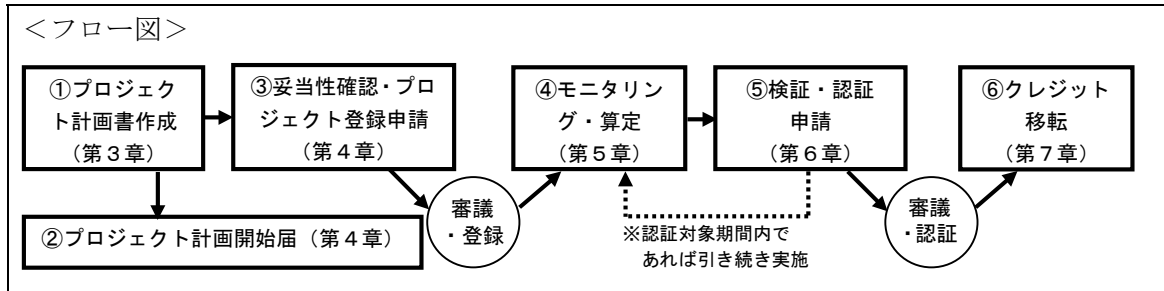 ＜フロー図＞
①プロジェク
ト計画書作成
（第３章）
③妥当性確認・プロ
ジェクト登録申請
（第４章）
④モニタリン
グ・算定
（第５章）
⑤検証・認証
申請
（第６章）
⑥クレジット
移転
（第７章）
②プロジェクト計画開始届（第４章）
審議
・登録
※認証対象期間内で
あれば引き続き実施
審議
・認証